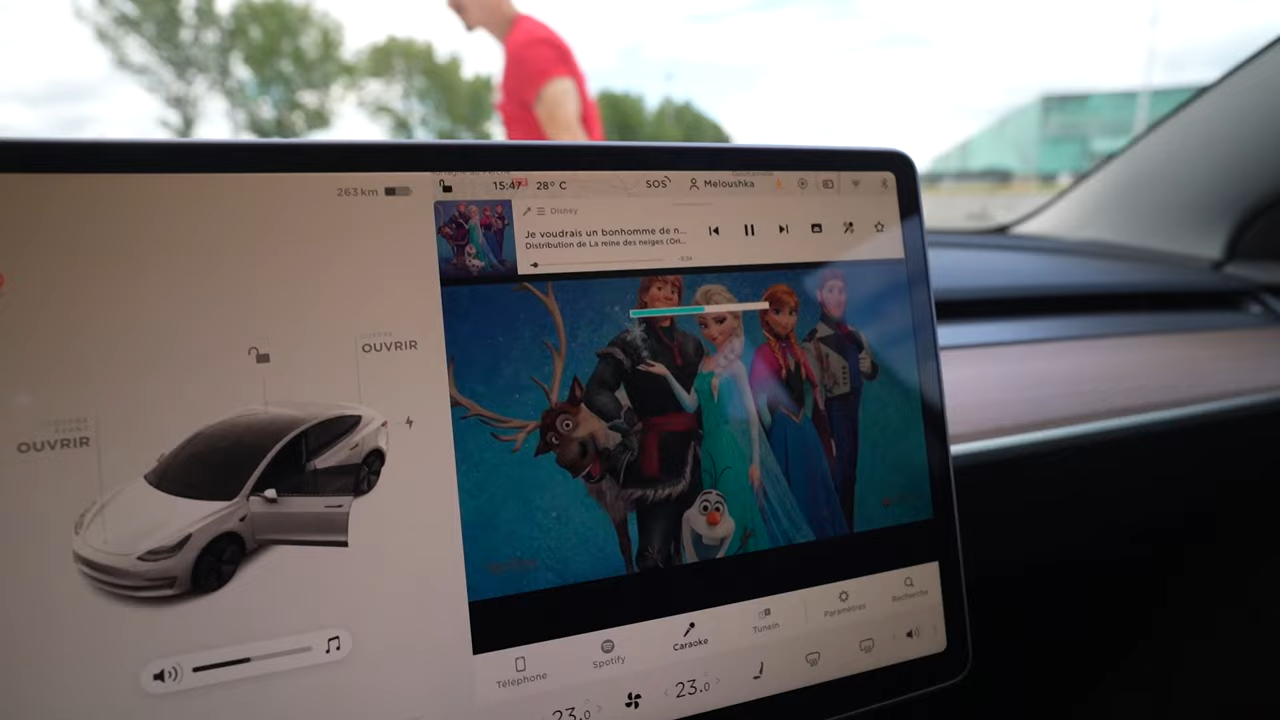 263 km
15:47
28° C
SOS
Meloushka
Disney
Je voudrais un bonhomme de n...
Distribution de La reine des neiges (Ori...
OUVRIR
OUVRIR
Téléphone
Spotify
Caraoke
TuneIn
Paramètres
Recherche
23.0
23.0